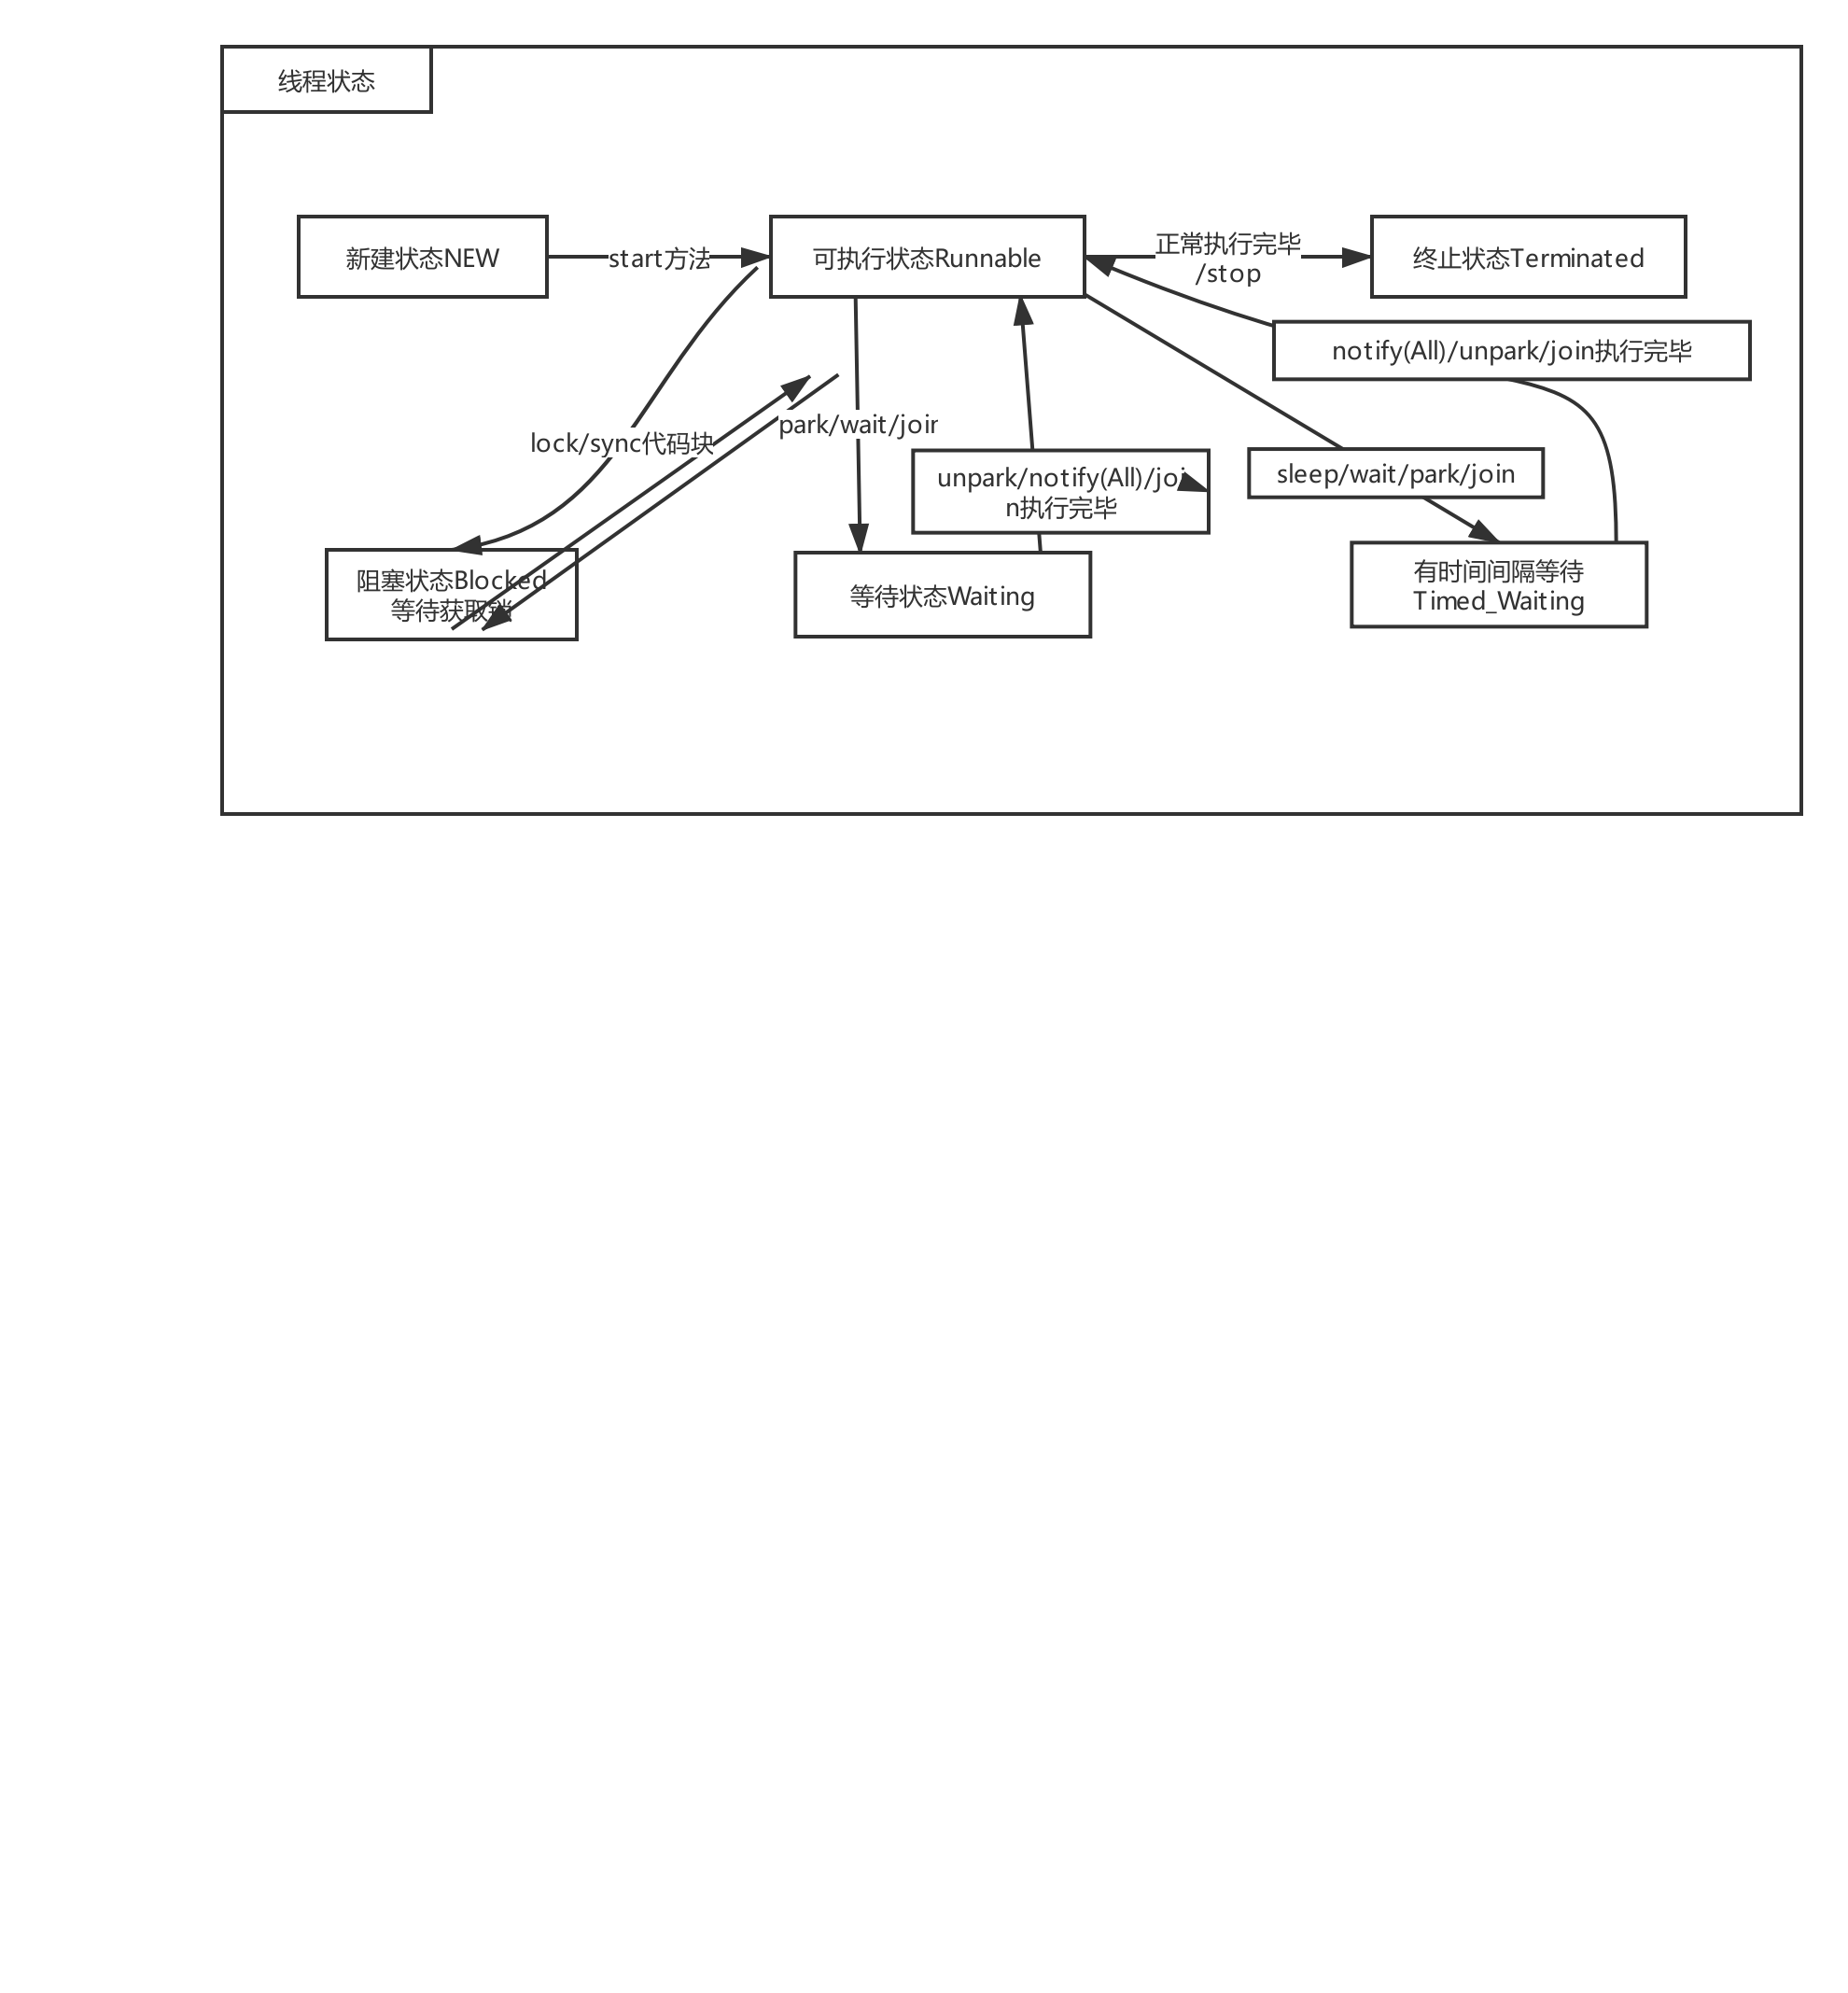 线程状态
新建状态NEW
start方法
可执行状态Runnable
正常执行完毕
/stop
终止状态Terminated
notify(All)/unpark/join执行完毕
park/wait/join
lock/sync代码块
unpark/notify(All)/joi
n执行完毕
sleep/wait/park/join
阻塞状态Blocked
等待获取锁
等待状态Waiting
有时间间隔等待
Timed_Waiting